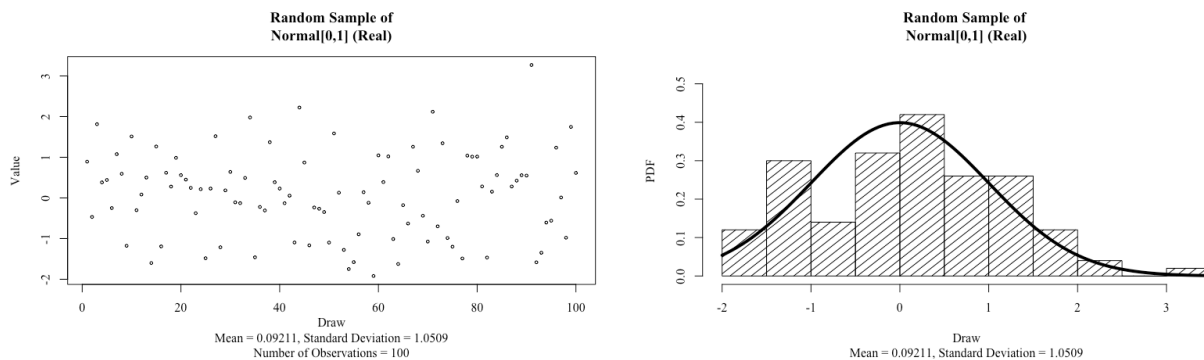 Random Sample of
Normal[0,1] (Real)
Value
3
2
1
0
-1
-2
0
20
40
60
80
100
Draw
Mean = 0.09211, Standard Deviation = 1.0509
Number of Observations = 100
Random Sample of
Normal[0,1] (Real)
PDF
0.5
0.4
0.3
0.2
0.1
0.0
-2
-1
0
1
2
3
Draw
Mean = 0.09211, Standard Deviation = 1.0509